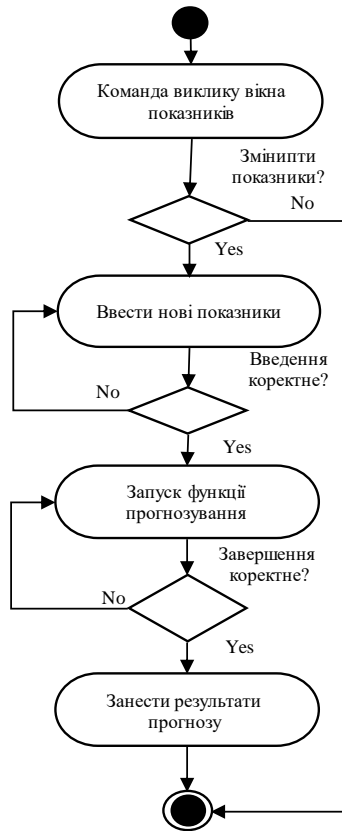 Команда виклику вікна
показників
Змінипти
показники?
No
Yes
Ввести нові показники
Введення
коректне?
No
Yes
Запуск функції
прогнозування
Завершення
коректне?
No
Yes
Занести результати
прогнозу